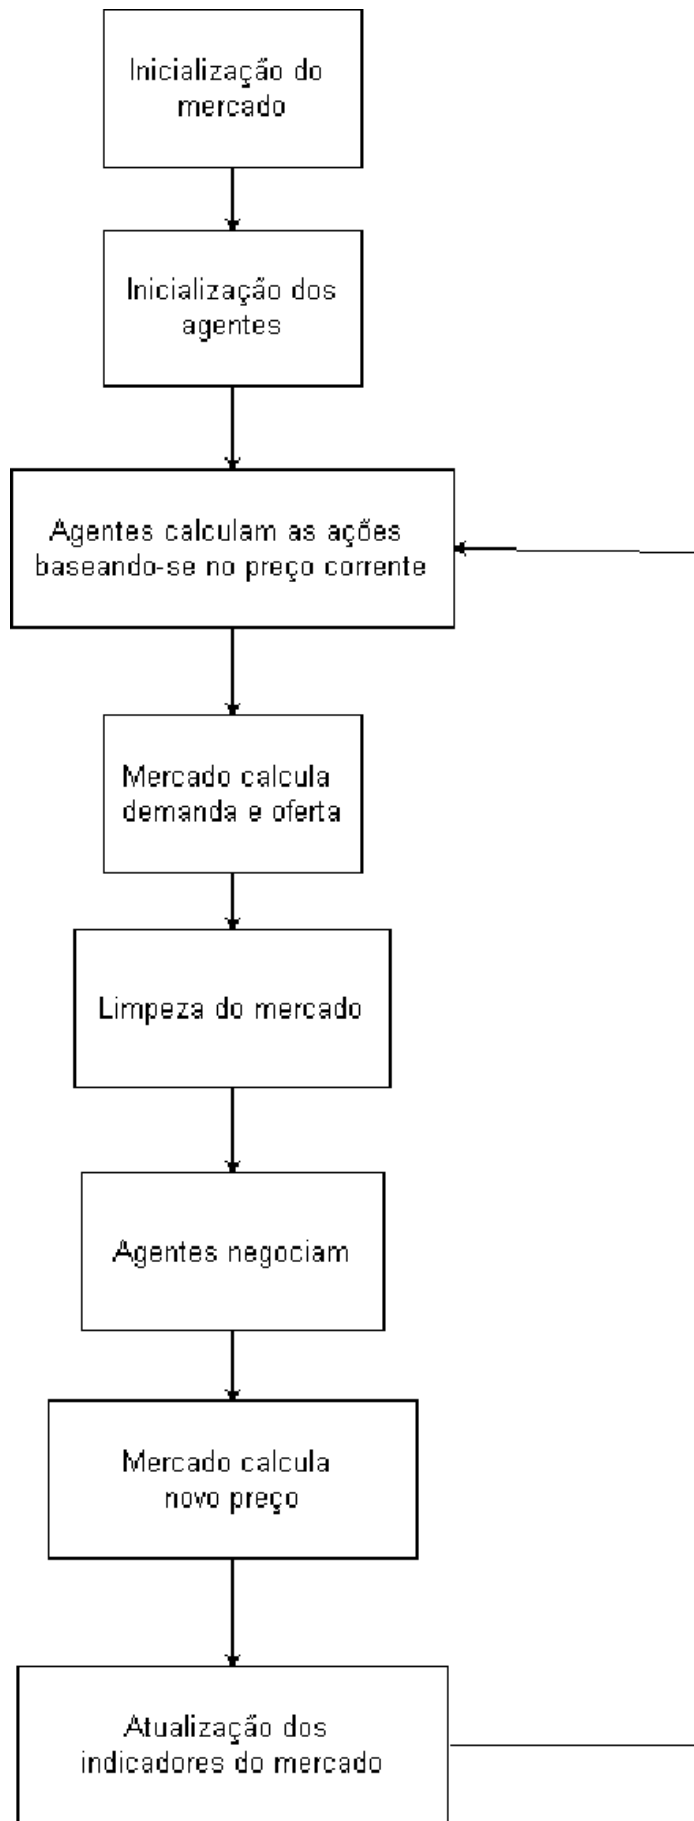 Inicialização do
mercado
Inicialização dos
agentes
Agentes calculam as ações
baseando-se no preço corrente
Mercado calcula
demanda e oferta
Limpeza do mercado
Agentes negociam
Mercado calcula
novo preço
Atualização dos
indicadores do mercado